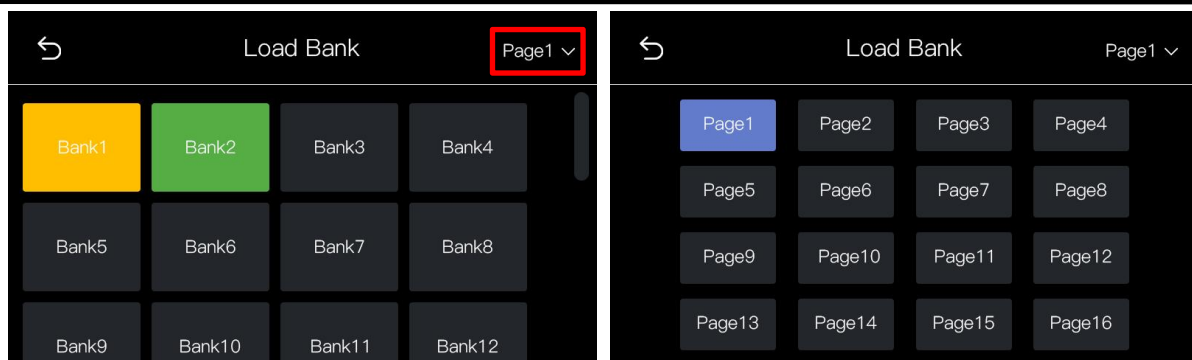 Load Bank
Page1
Bank1 Bank2 Bank3 Bank4
Bank5 Bank6 Bank7 Bank8
Bank9 Bank10 Bank11 Bank12
Load Bank
Page1
Page1 Page2 Page3 Page4
Page5 Page6 Page7 Page8
Page9 Page10 Page11 Page12
Page13 Page14 Page15 Page16